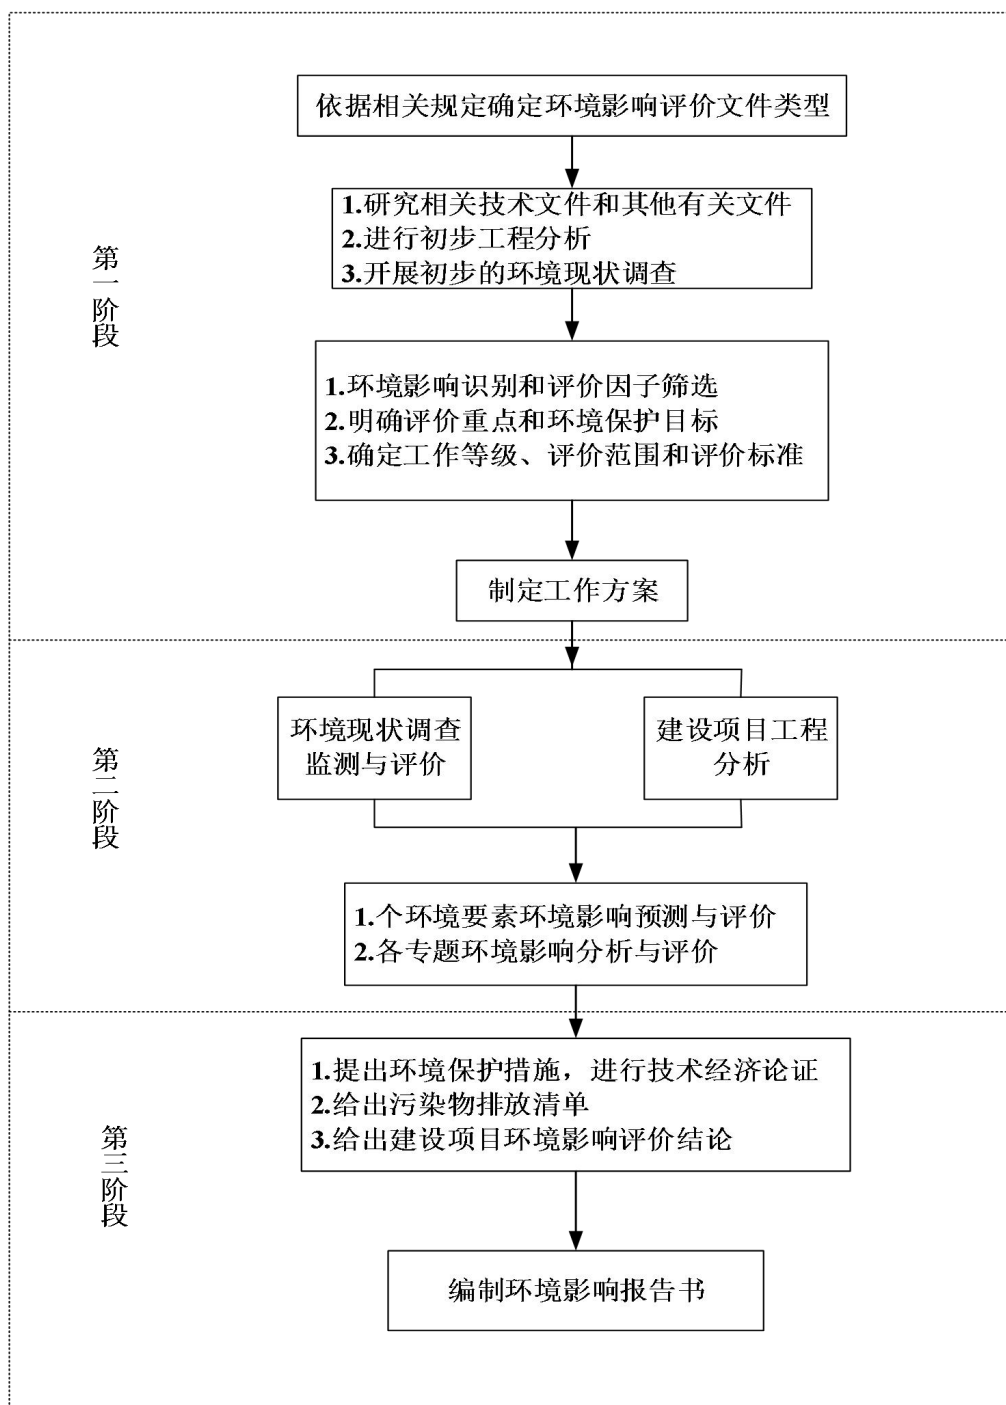 依据相关规定确定环境影响评价文件类型
1.研究相关技术文件和其他有关文件
2.进行初步工程分析
3.开展初步的环境现状调查
第一阶段
1.环境影响识别和评价因子筛选
2.明确评价重点和环境保护目标
3.确定工作等级、评价范围和评价标准
制定工作方案
第二阶段
环境现状调查
监测与评价
建设项目工程
分析
1.个环境要素环境影响预测与评价
2.各专题环境影响分析与评价
第三阶段
1.提出环境保护措施，进行技术经济论证
2.给出污染物排放清单
3.给出建设项目环境影响评价结论
编制环境影响报告书